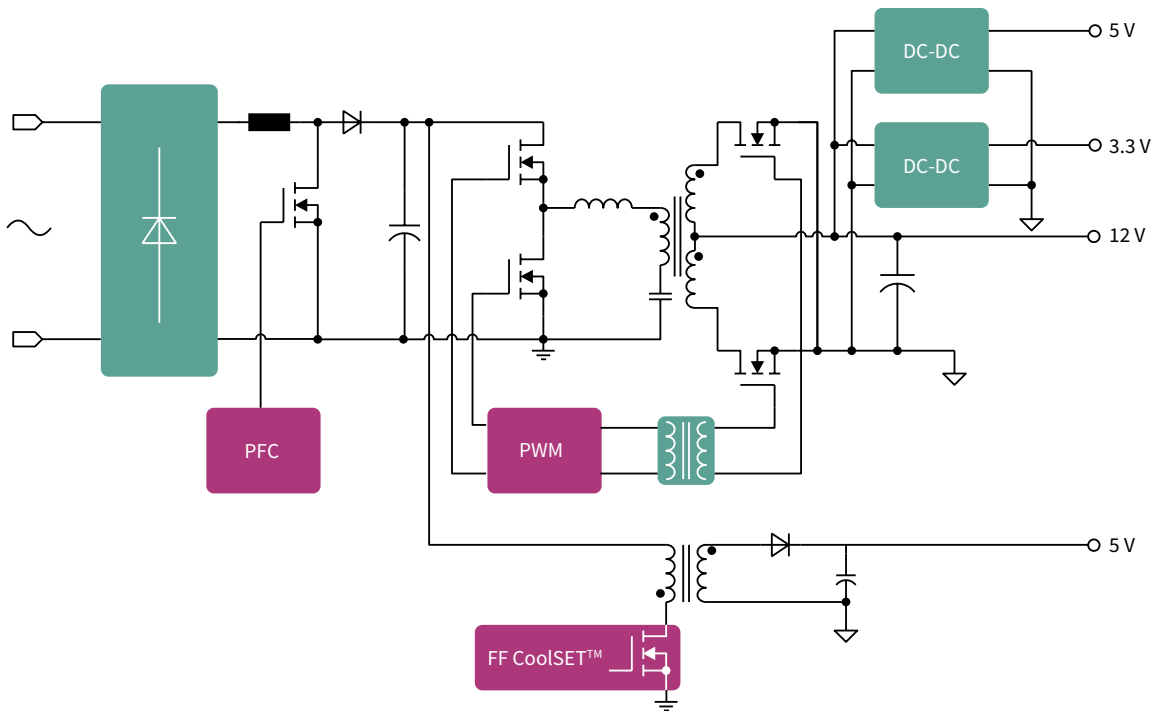 DC-DC
5 V
DC-DC
3.3 V
12 V
PFC
PWM
5 V
FF CoolSET™